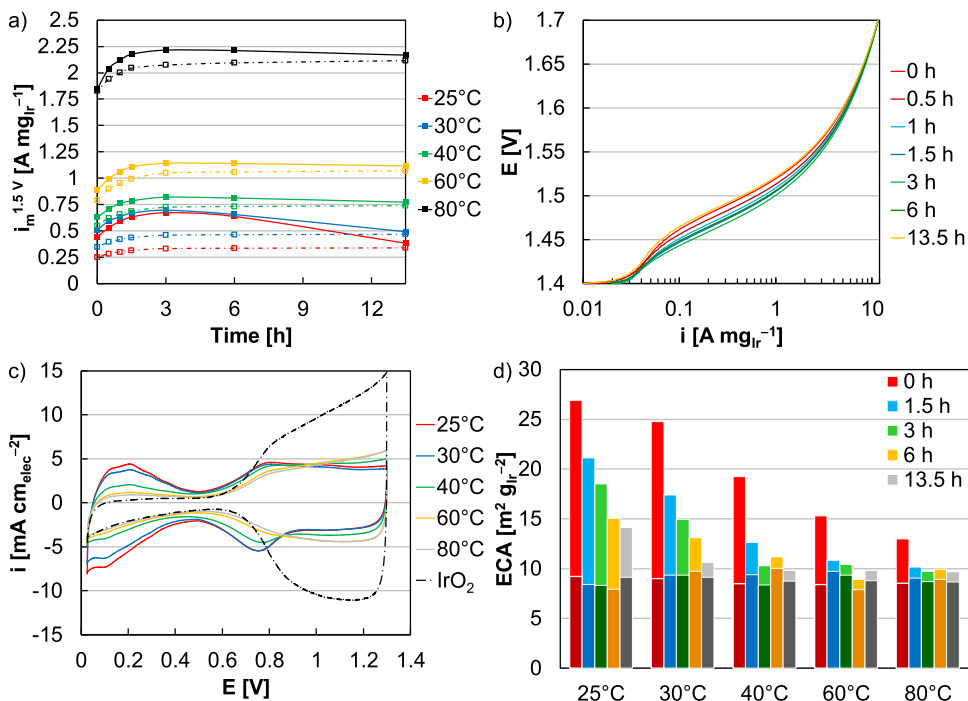 a)
i_m^1.5 V [A mg_Ir^−1]
2.5
2.25
2
1.75
1.5
1.25
1
0.75
0.5
0.25
0
0 3 6 9 12
Time [h]
25°C
30°C
40°C
60°C
80°C
b)
E [V]
1.7
1.6
1.5
1.4
0.01 0.1 1 10
i [A mg_Ir^−1]
0 h
0.5 h
1 h
1.5 h
3 h
6 h
13.5 h
c)
i [mA cm_elec^−2]
15
10
5
0
-5
-10
-15
0 0.2 0.4 0.6 0.8 1 1.2 1.4
E [V]
25°C
30°C
40°C
60°C
80°C
IrO₂
d)
ECA [m² g_Ir^−2]
30
25
20
15
10
5
0
25°C 30°C 40°C 60°C 80°C
0 h
1.5 h
3 h
6 h
13.5 h